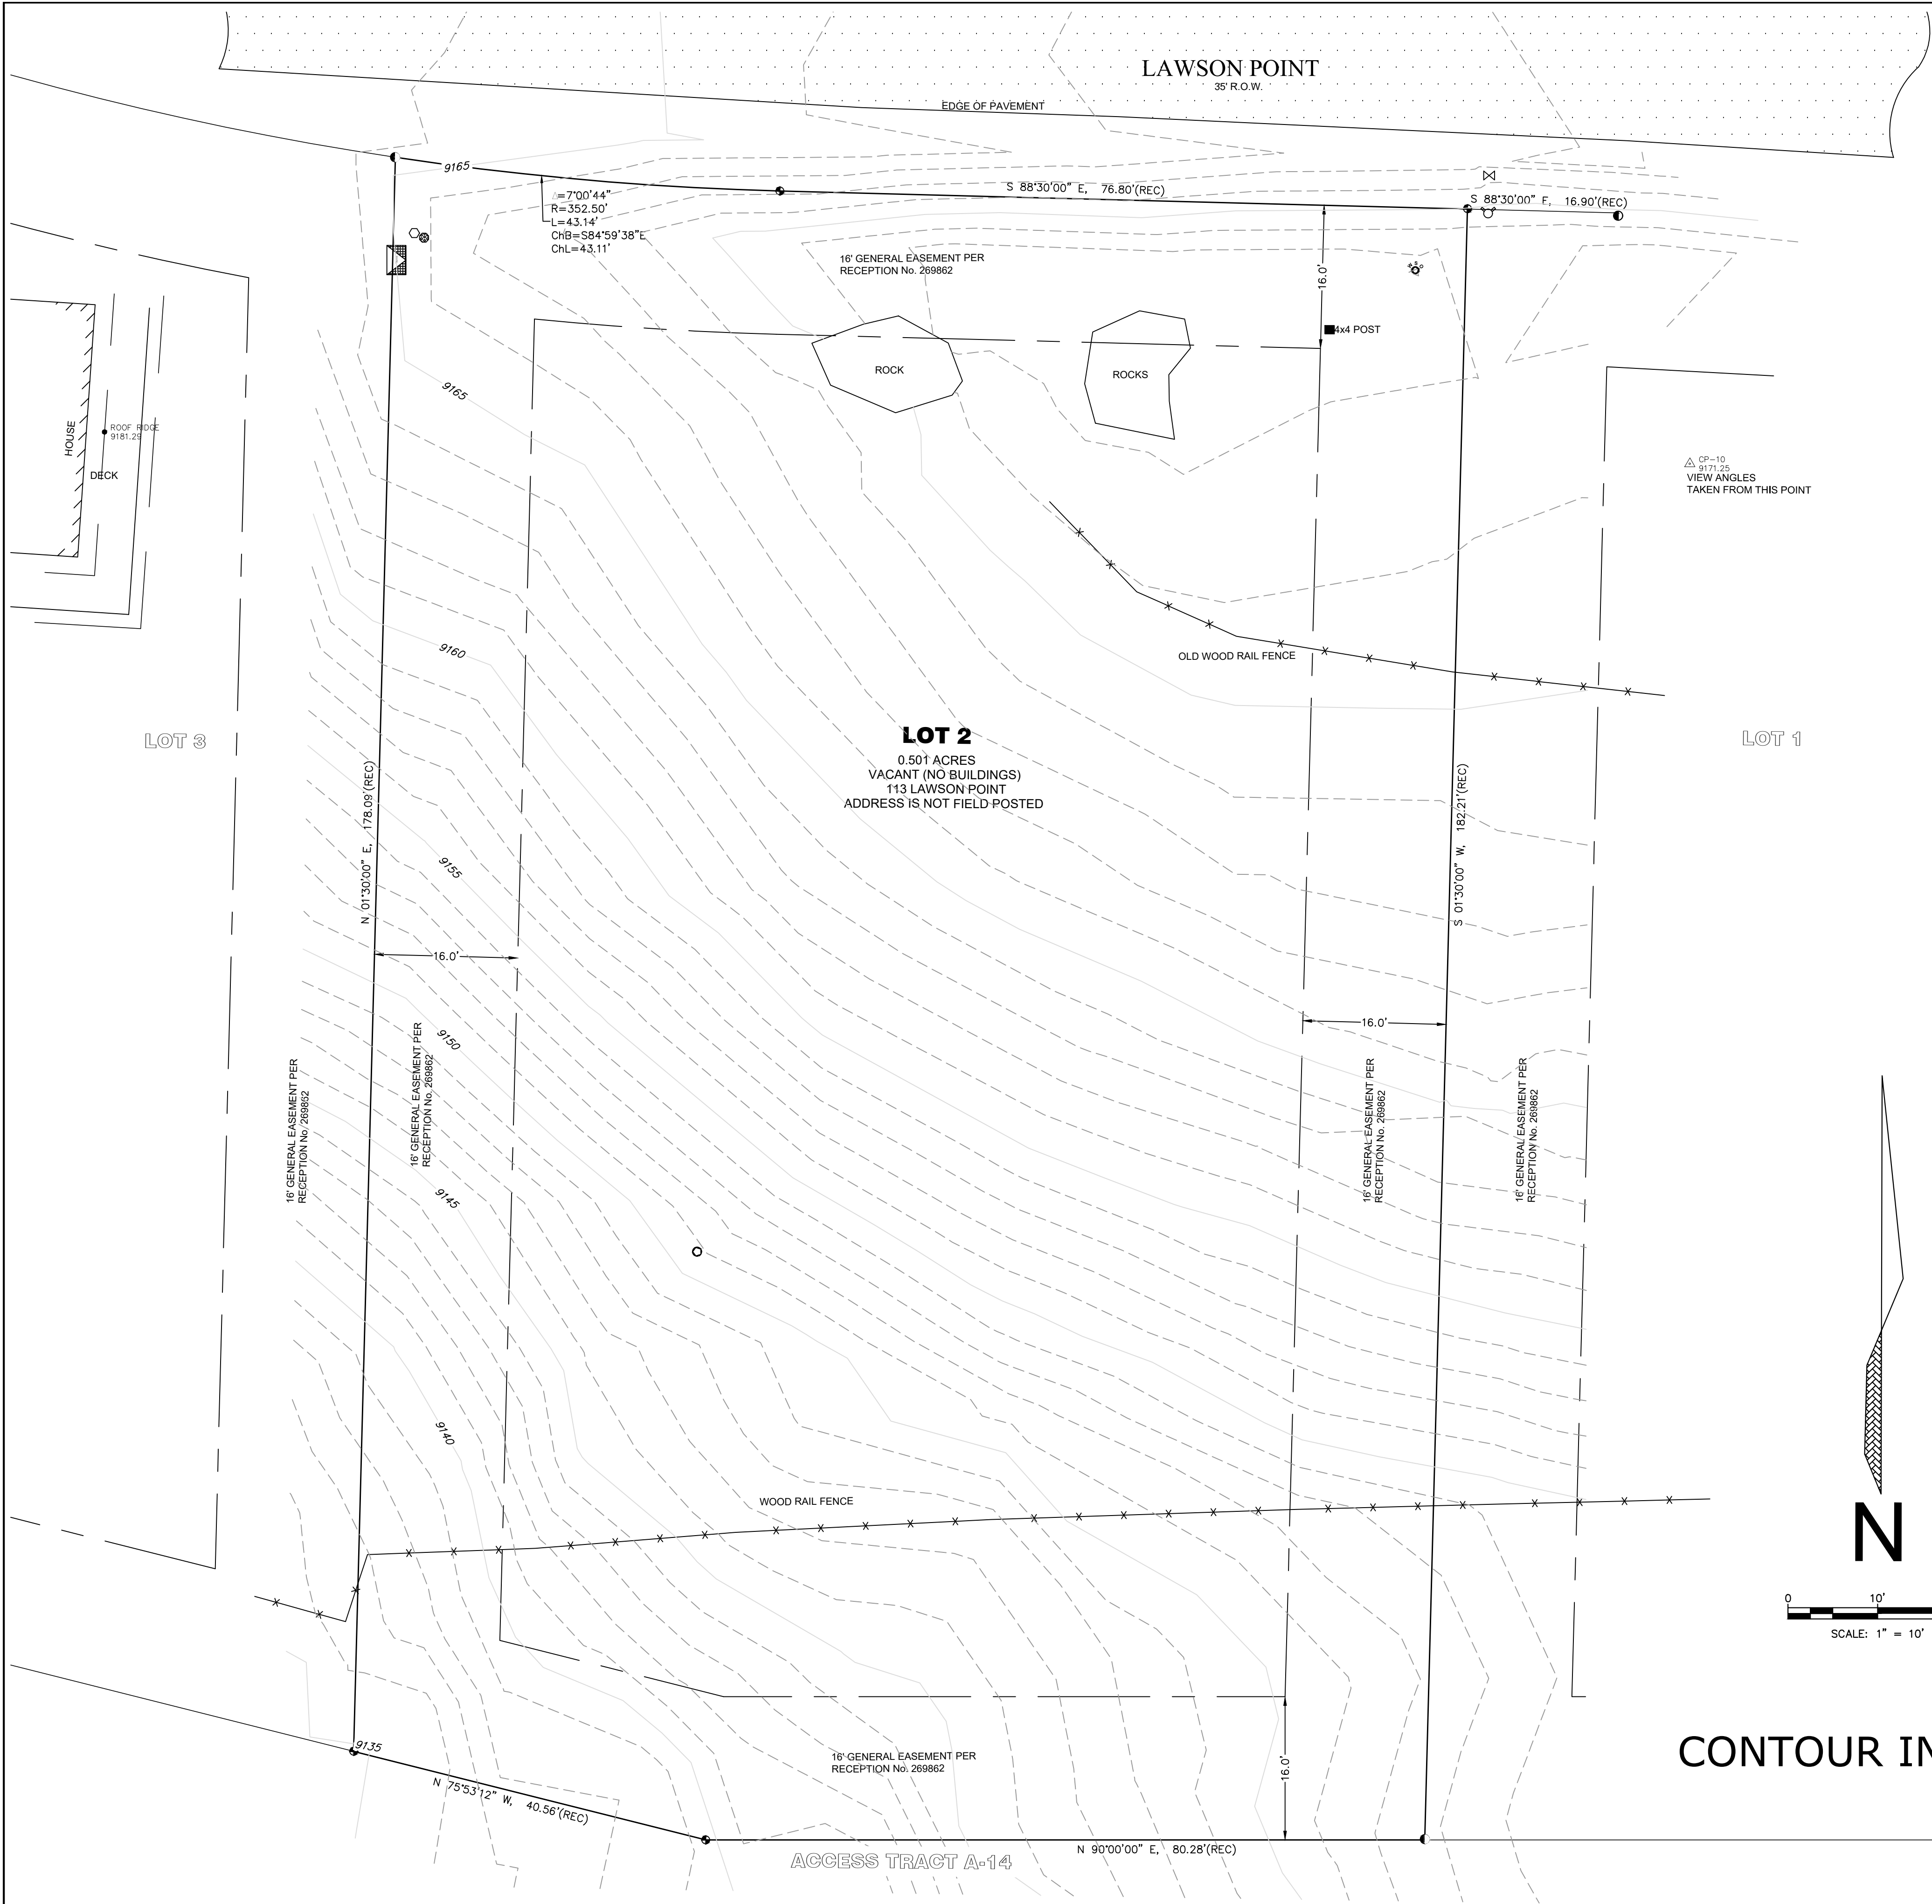 LAWSON POINT
35' R.O.W.
EDGE OF PAVEMENT
9165
S 88°30'00" E, 76.80'(REC)
S 88°30'00" E, 16.90'(REC)
△=7°00'44"
R=352.50'
L=43.14'
ChB=S84°59'38"E
ChL=43.11'
16' GENERAL EASEMENT PER
RECEPTION No. 269862
16.0'
4x4 POST
ROCK
ROCKS
9165
HOUSE
ROOF RIDGE
9181.29
DECK
CP-10
9171.25
VIEW ANGLES
TAKEN FROM THIS POINT
9160
OLD WOOD RAIL FENCE
LOT 3
LOT 2
0.501 ACRES
VACANT (NO BUILDINGS)
113 LAWSON POINT
ADDRESS IS NOT FIELD POSTED
LOT 1
N 01°30'00" E, 178.09'(REC)
S 01°30'00" W, 182.21'(REC)
9155
16.0'
16.0'
9150
16' GENERAL EASEMENT PER
RECEPTION No. 269862
16' GENERAL EASEMENT PER
RECEPTION No. 269862
16' GENERAL EASEMENT PER
RECEPTION No. 269862
16' GENERAL EASEMENT PER
RECEPTION No. 269862
9145
9140
WOOD RAIL FENCE
N
0 10'
SCALE: 1" = 10'
9135
16' GENERAL EASEMENT PER
RECEPTION No. 269862
16.0'
CONTOUR IN
N 75°53'12" W, 40.56'(REC)
N 90°00'00" E, 80.28'(REC)
ACCESS TRACT A-14